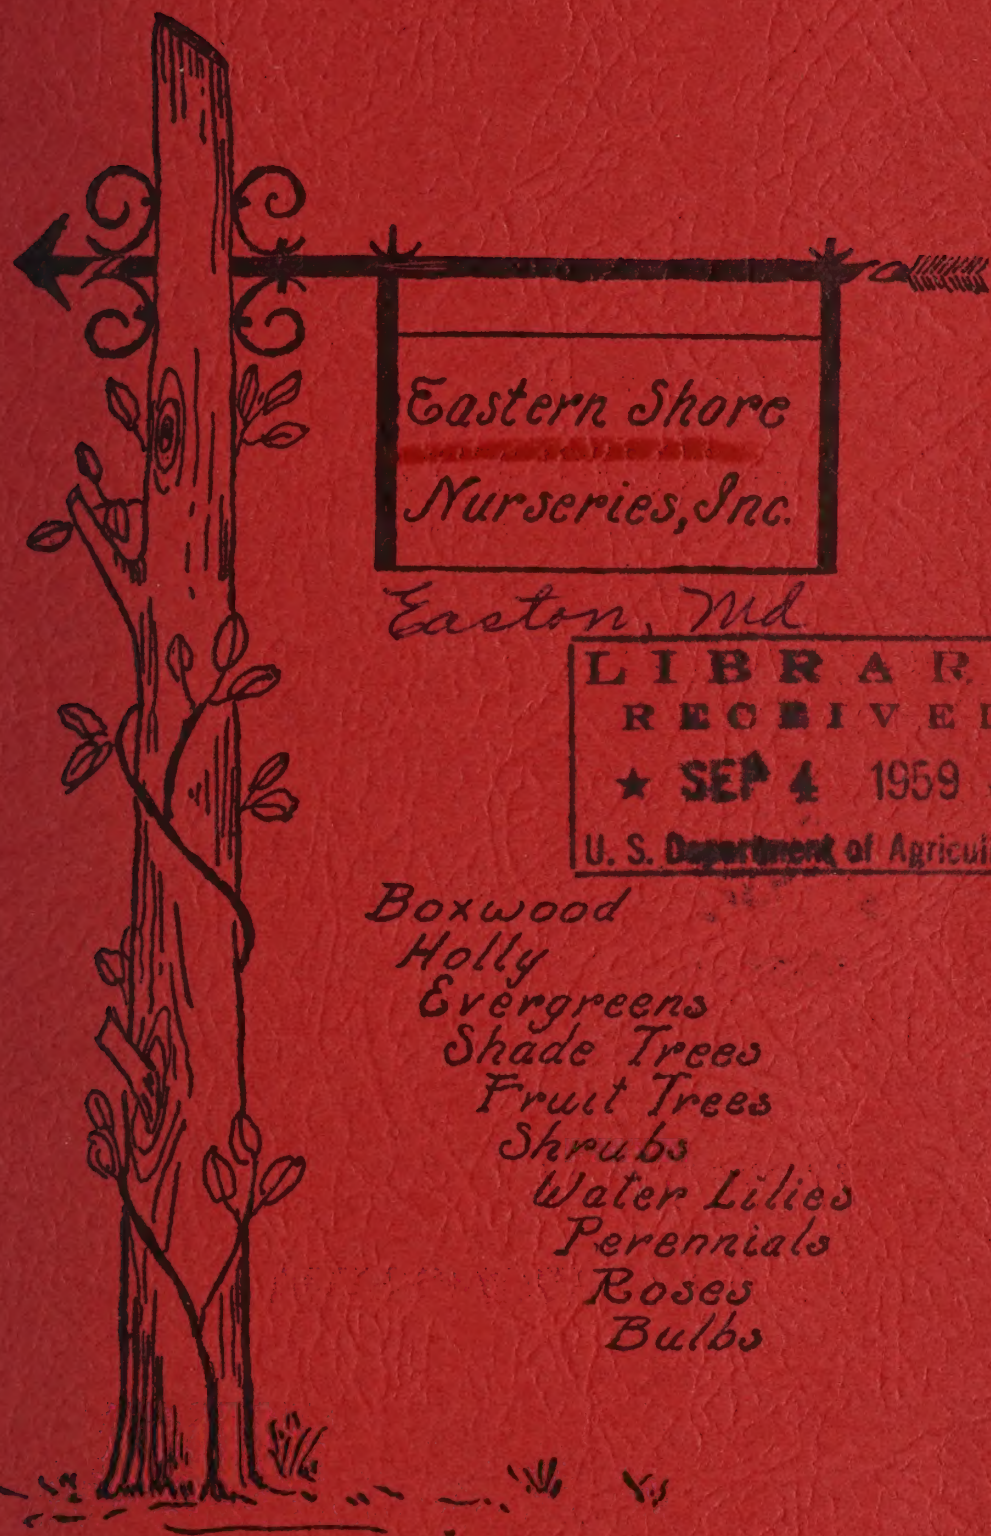 Eastern Shore
Nurseries, Inc.
Easton, Md
LIBRAR
RECEIVED
★ SEP 4 1959
U. S. Department of Agricul
Boxwood
Holly
Evergreens
Shade Trees
Fruit Trees
Shrubs
Water Lilies
Perennials
Roses
Bulbs